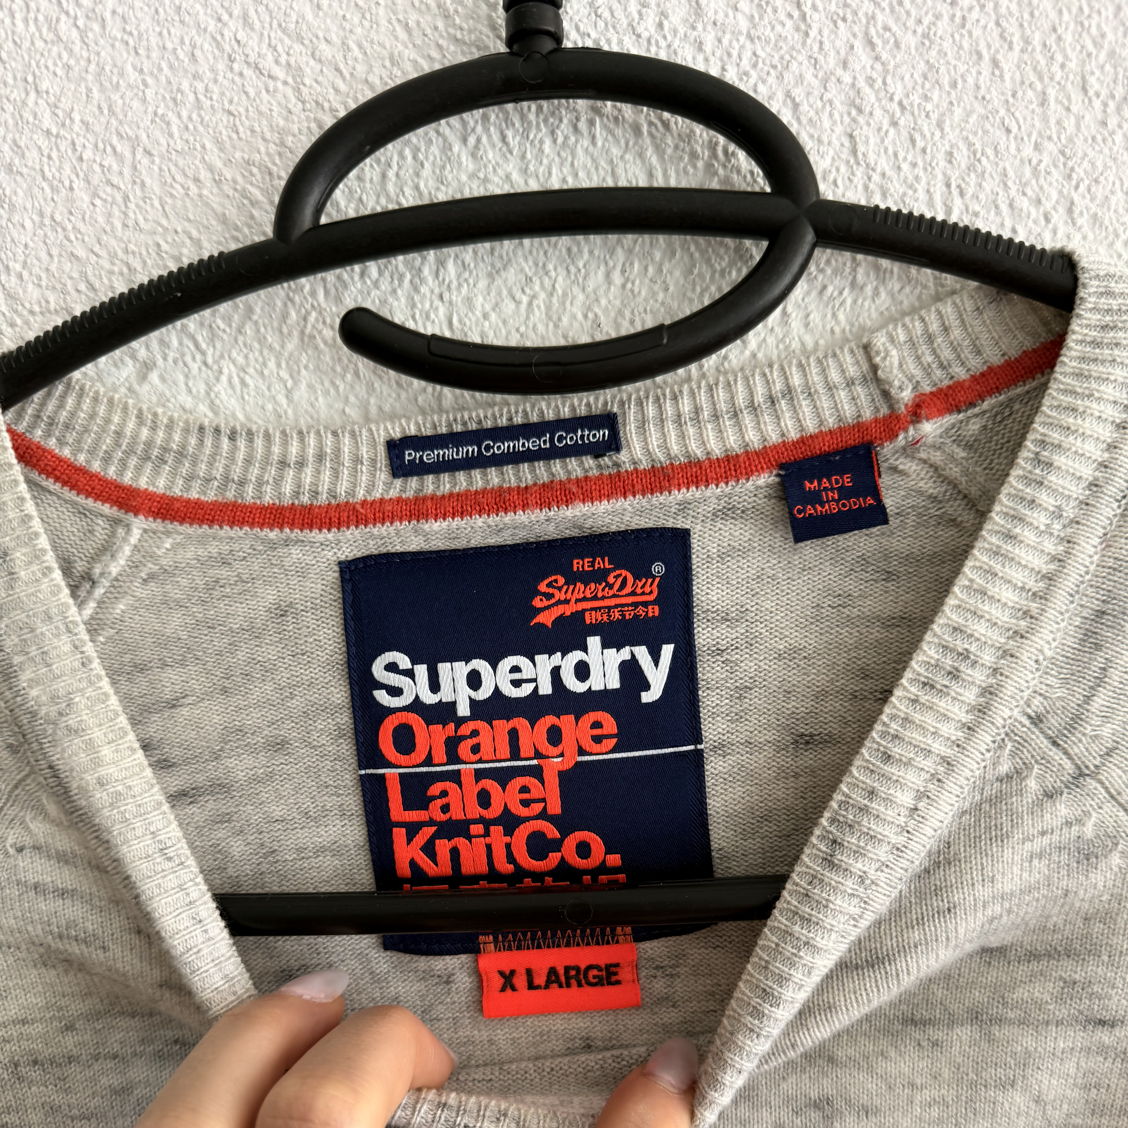 Premium Combed Cotton
MADE
IN
CAMBODIA
REAL
SuperDry®
Superdry
Orange
Label
KnitCo.
X LARGE